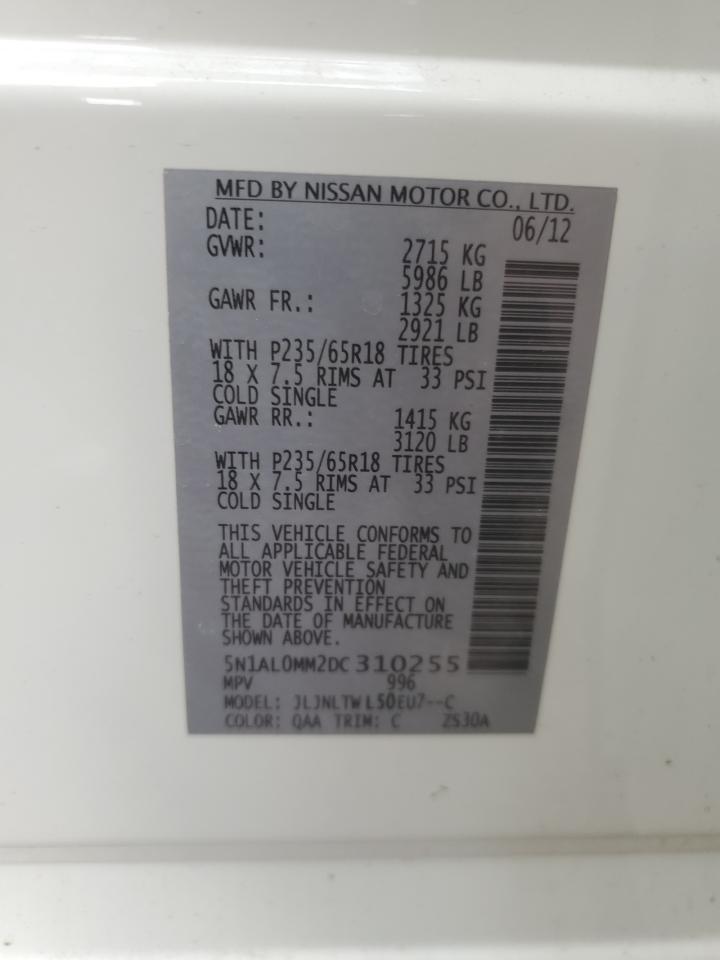 MFD BY NISSAN MOTOR CO., LTD.
DATE: 06/12
GVWR: 2715 KG
5986 LB
GAWR FR.: 1325 KG
2921 LB
WITH P235/65R18 TIRES
18 X 7.5 RIMS AT 33 PSI
COLD SINGLE
GAWR RR.: 1415 KG
3120 LB
WITH P235/65R18 TIRES
18 X 7.5 RIMS AT 33 PSI
COLD SINGLE
THIS VEHICLE CONFORMS TO
ALL APPLICABLE FEDERAL
MOTOR VEHICLE SAFETY AND
THEFT PREVENTION
STANDARDS IN EFFECT ON
THE DATE OF MANUFACTURE
SHOWN ABOVE.
5N1AL0MM2DC310255
MPV 996
MODEL: JLJNLTWL50EU7--C
COLOR: QAA TRIM: C ZS30A